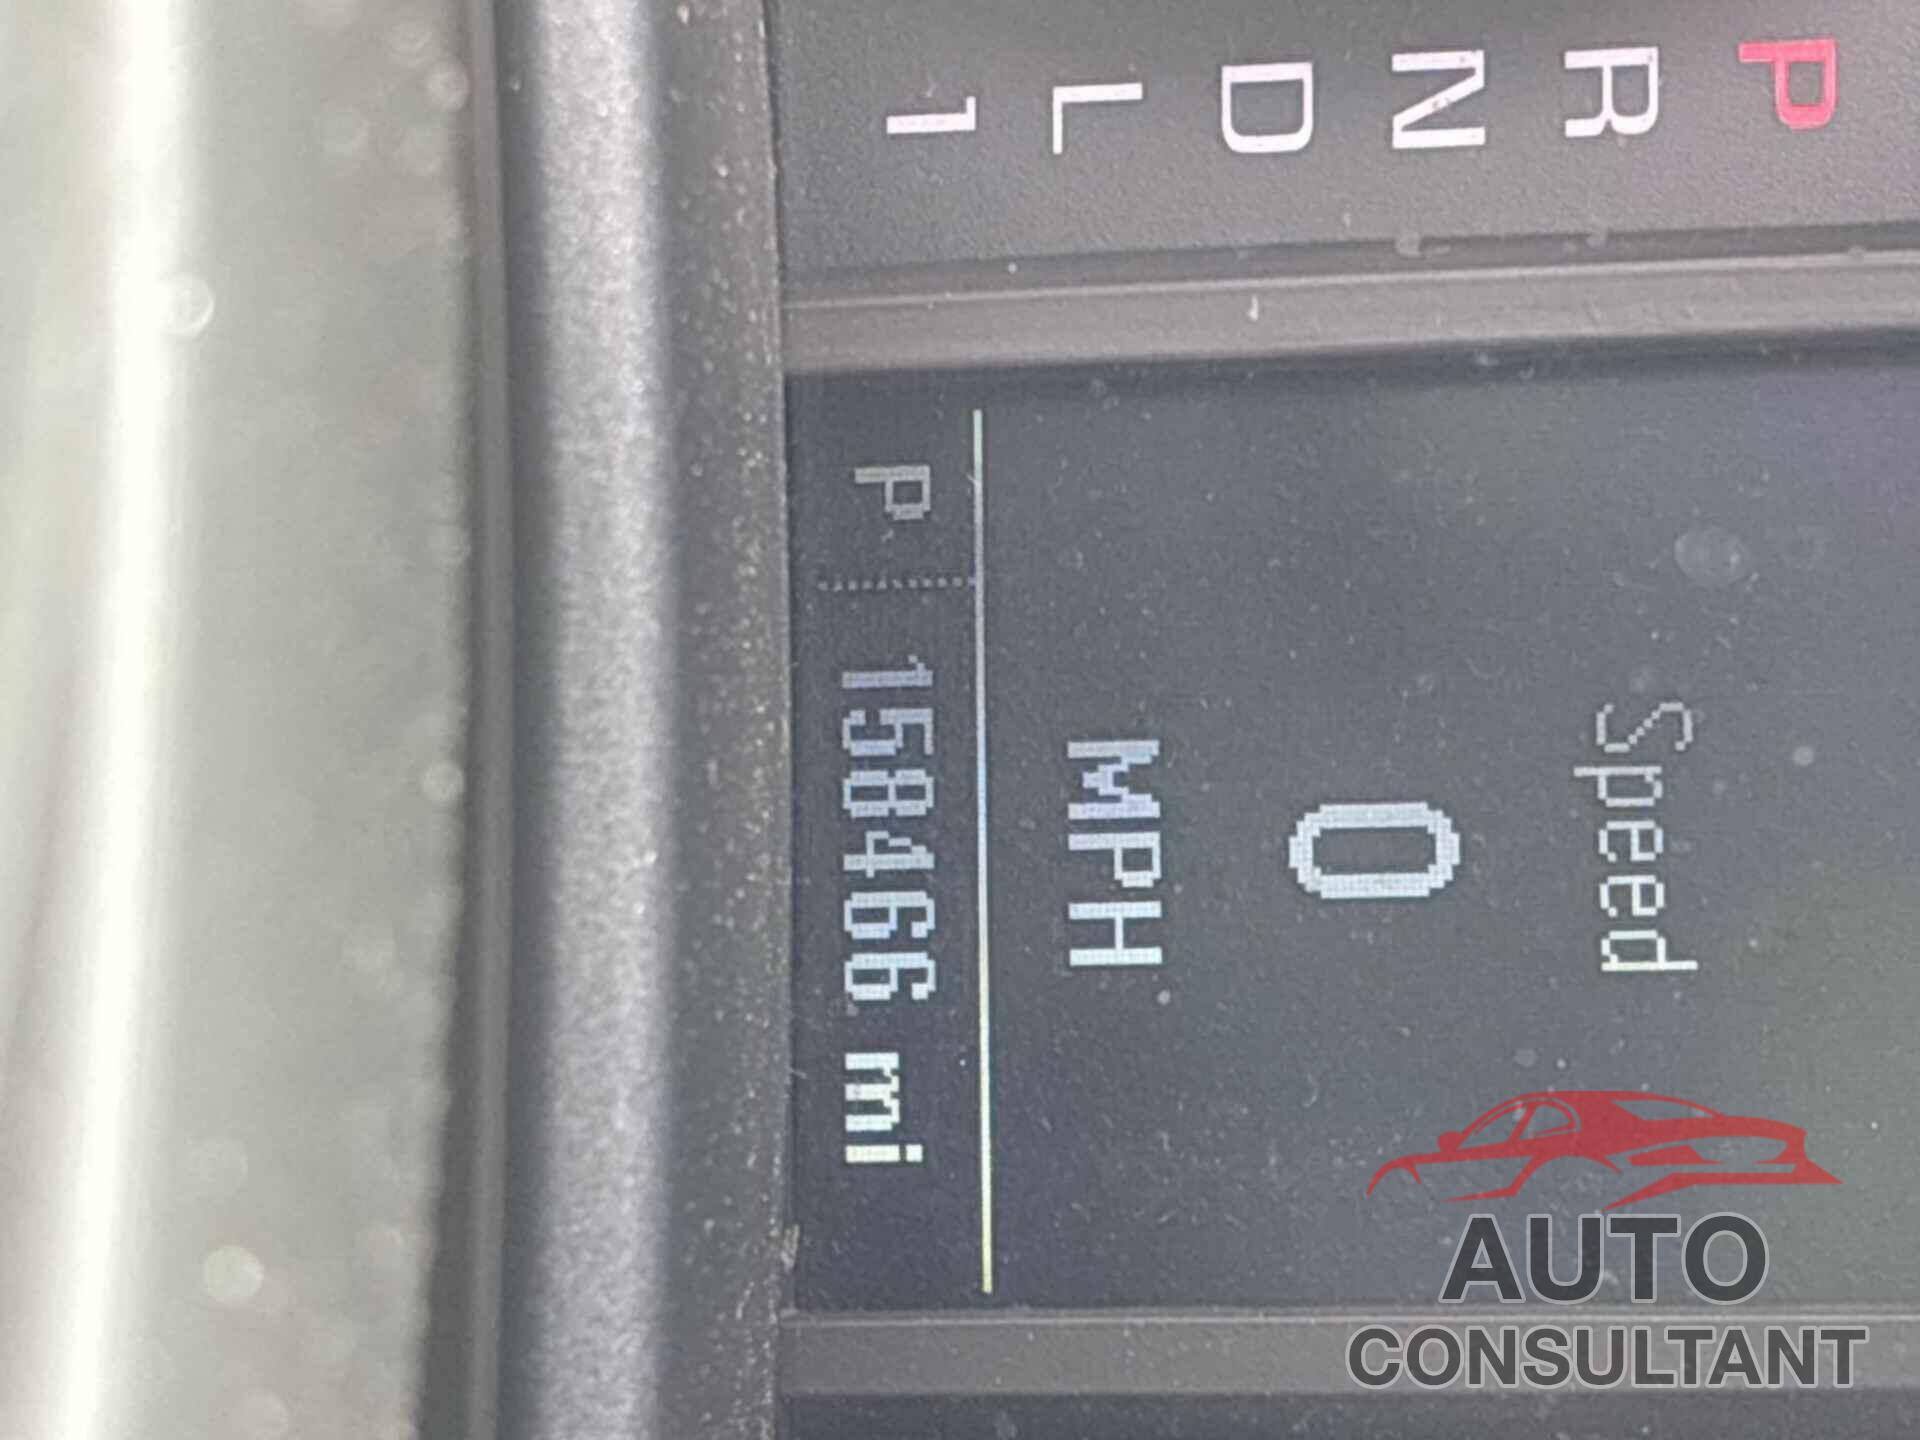 P R N D L 1
Speed
0
MPH
P 158466 mi
AUTO
CONSULTANT